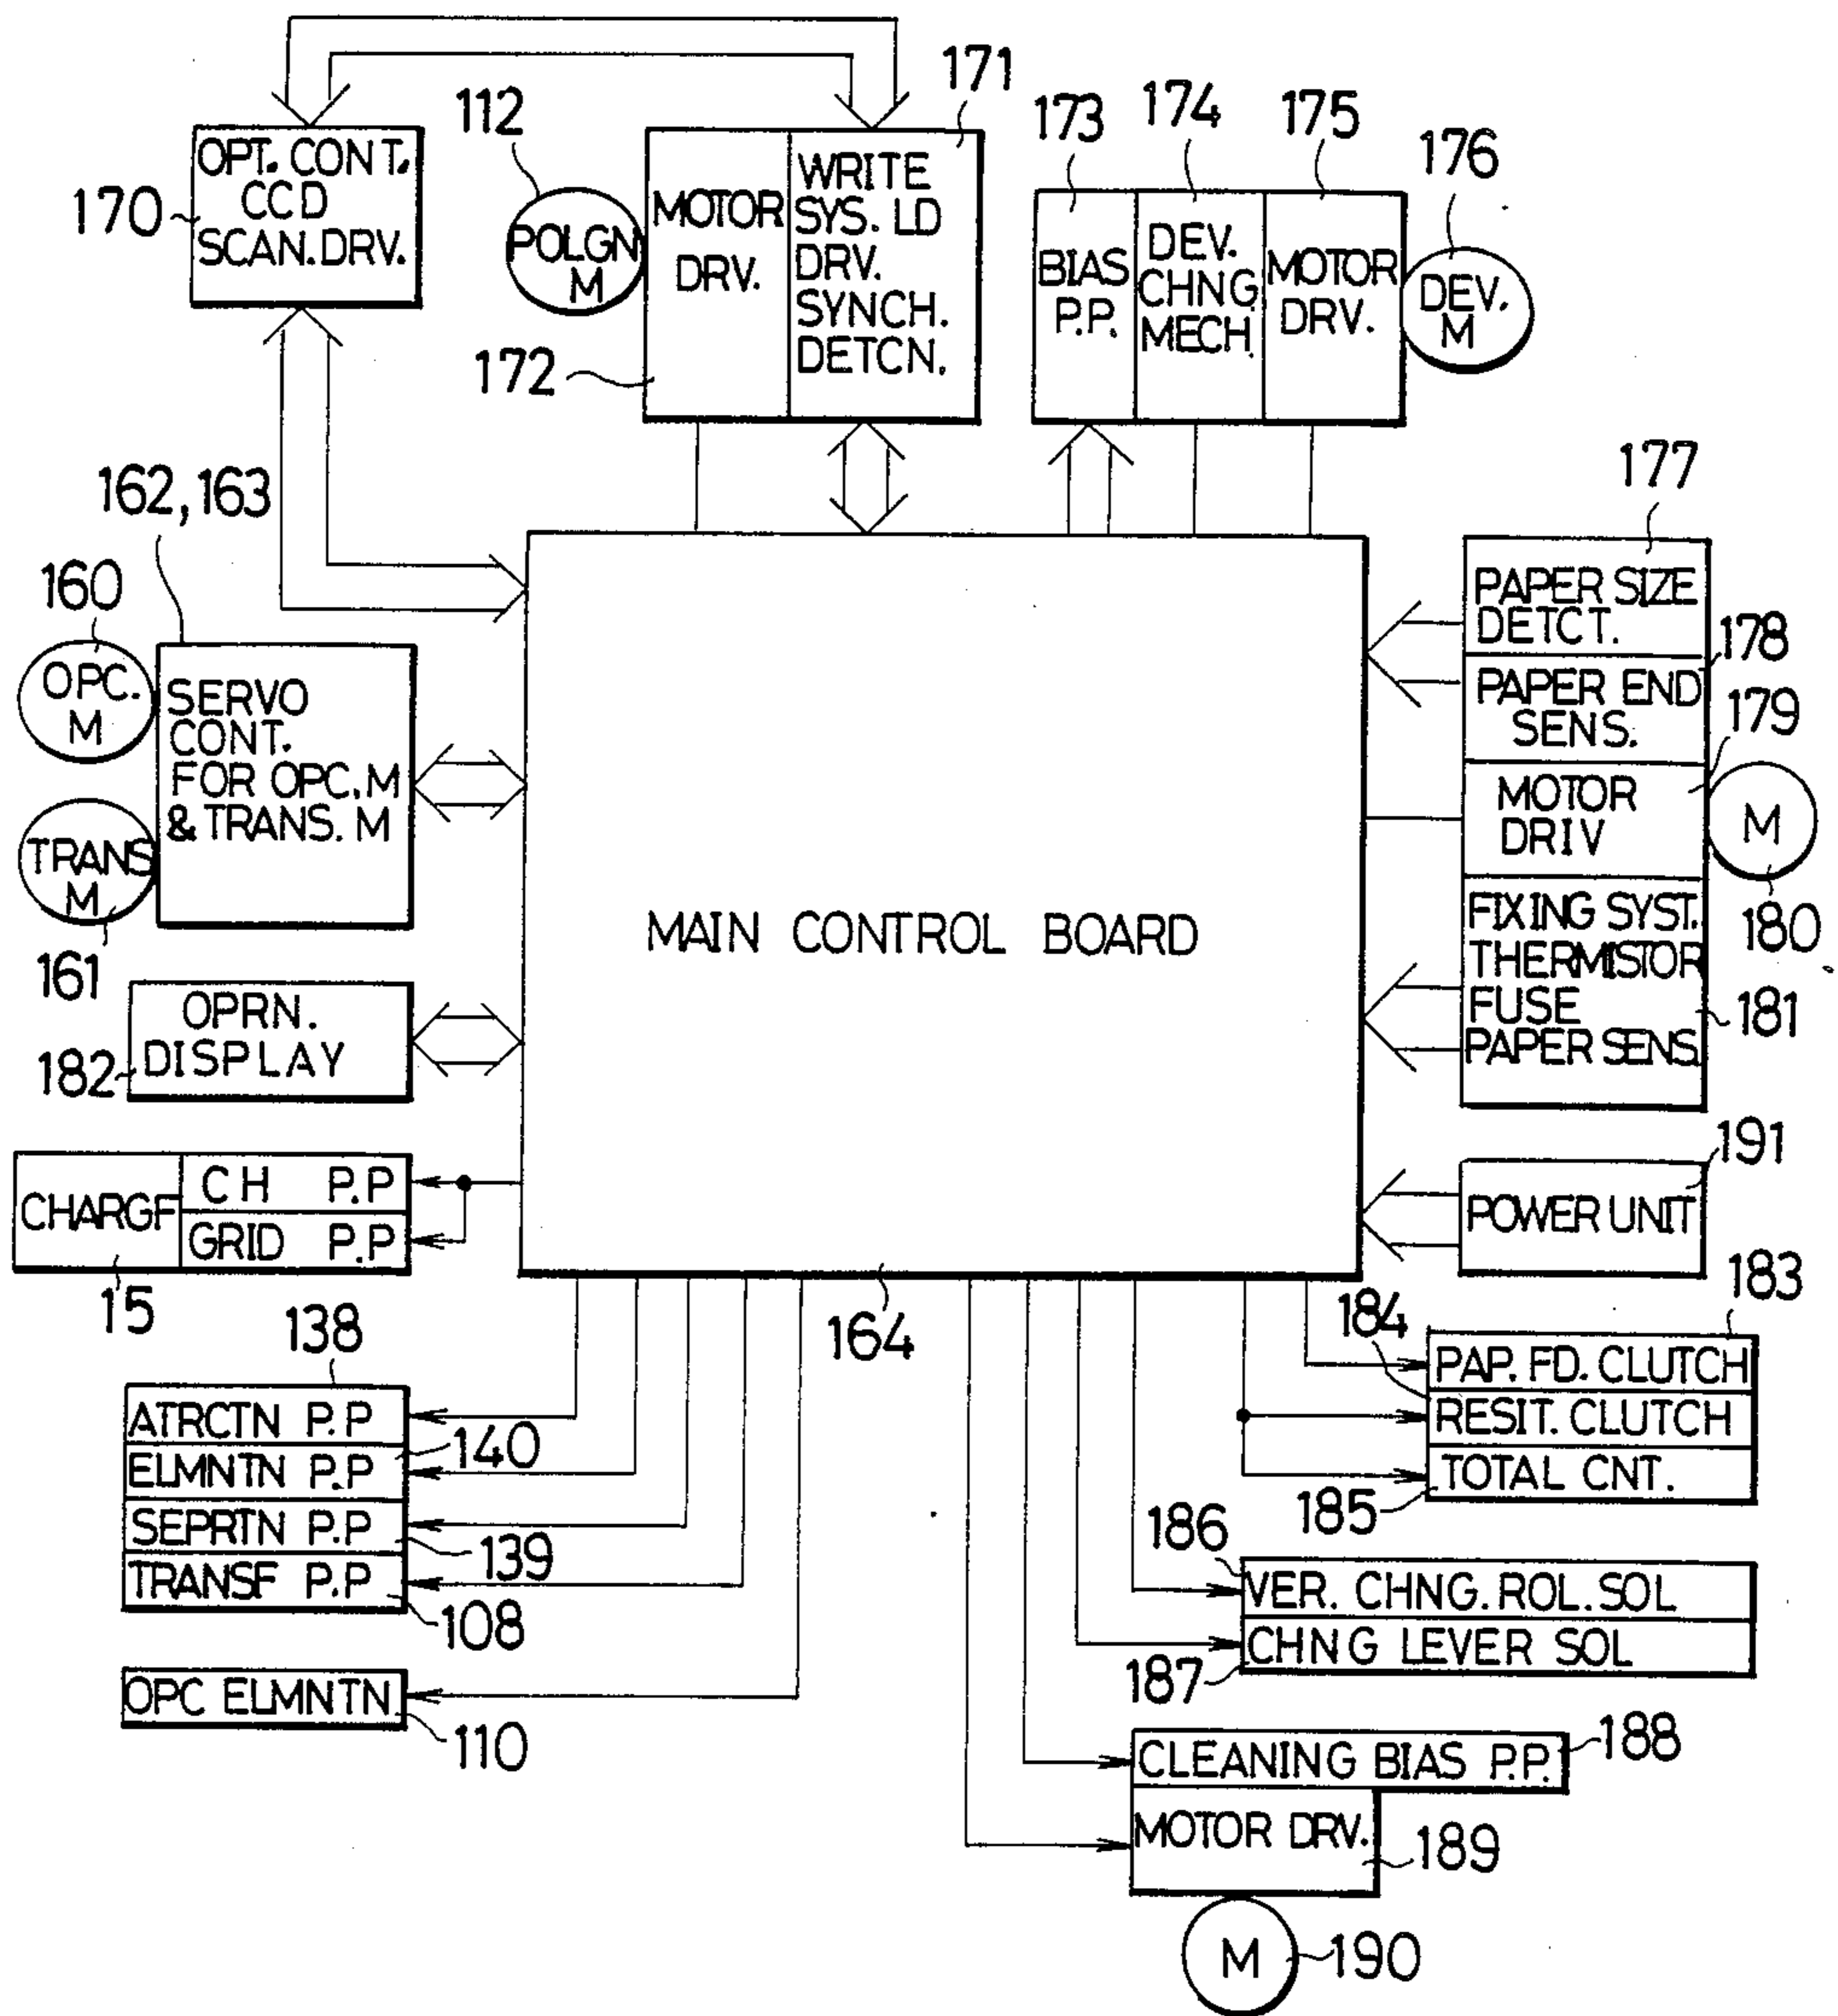 171
112
173
174
175
176
OPT. CONT.
CCD
SCAN. DRV.
170
POLGN
M
MOTOR
DRV.
WRITE
SYS. LD
DRV.
SYNCH.
DETCN.
172
BIAS
P.P.
DEV.
CHNG.
MECH.
MOTOR
DRV.
DEV.
M
162, 163
177
160
OPC.
M
SERVO
CONT.
FOR OPC. M
& TRANS. M
TRANS
M
161
PAPER SIZE
DETCT.
178
PAPER END
SENS.
179
MOTOR
DRIV
M
180
FIXING SYST.
THERMISTOR
FUSE
PAPER SENS.
181
MAIN CONTROL BOARD
164
OPRN.
DISPLAY
182
CHARGF
CH P.P
GRID P.P
15
POWER UNIT
191
183
184
PAP. FD. CLUTCH
RESIT. CLUTCH
TOTAL CNT.
185
138
ATRCTN P.P
140
ELMNTN P.P
SEPRTN P.P
139
TRANSF P.P
108
OPC ELMNTN
110
186
VER. CHNG. ROL. SOL
CHNG LEVER SOL
187
188
CLEANING BIAS P.P.
MOTOR DRV.
189
M
190